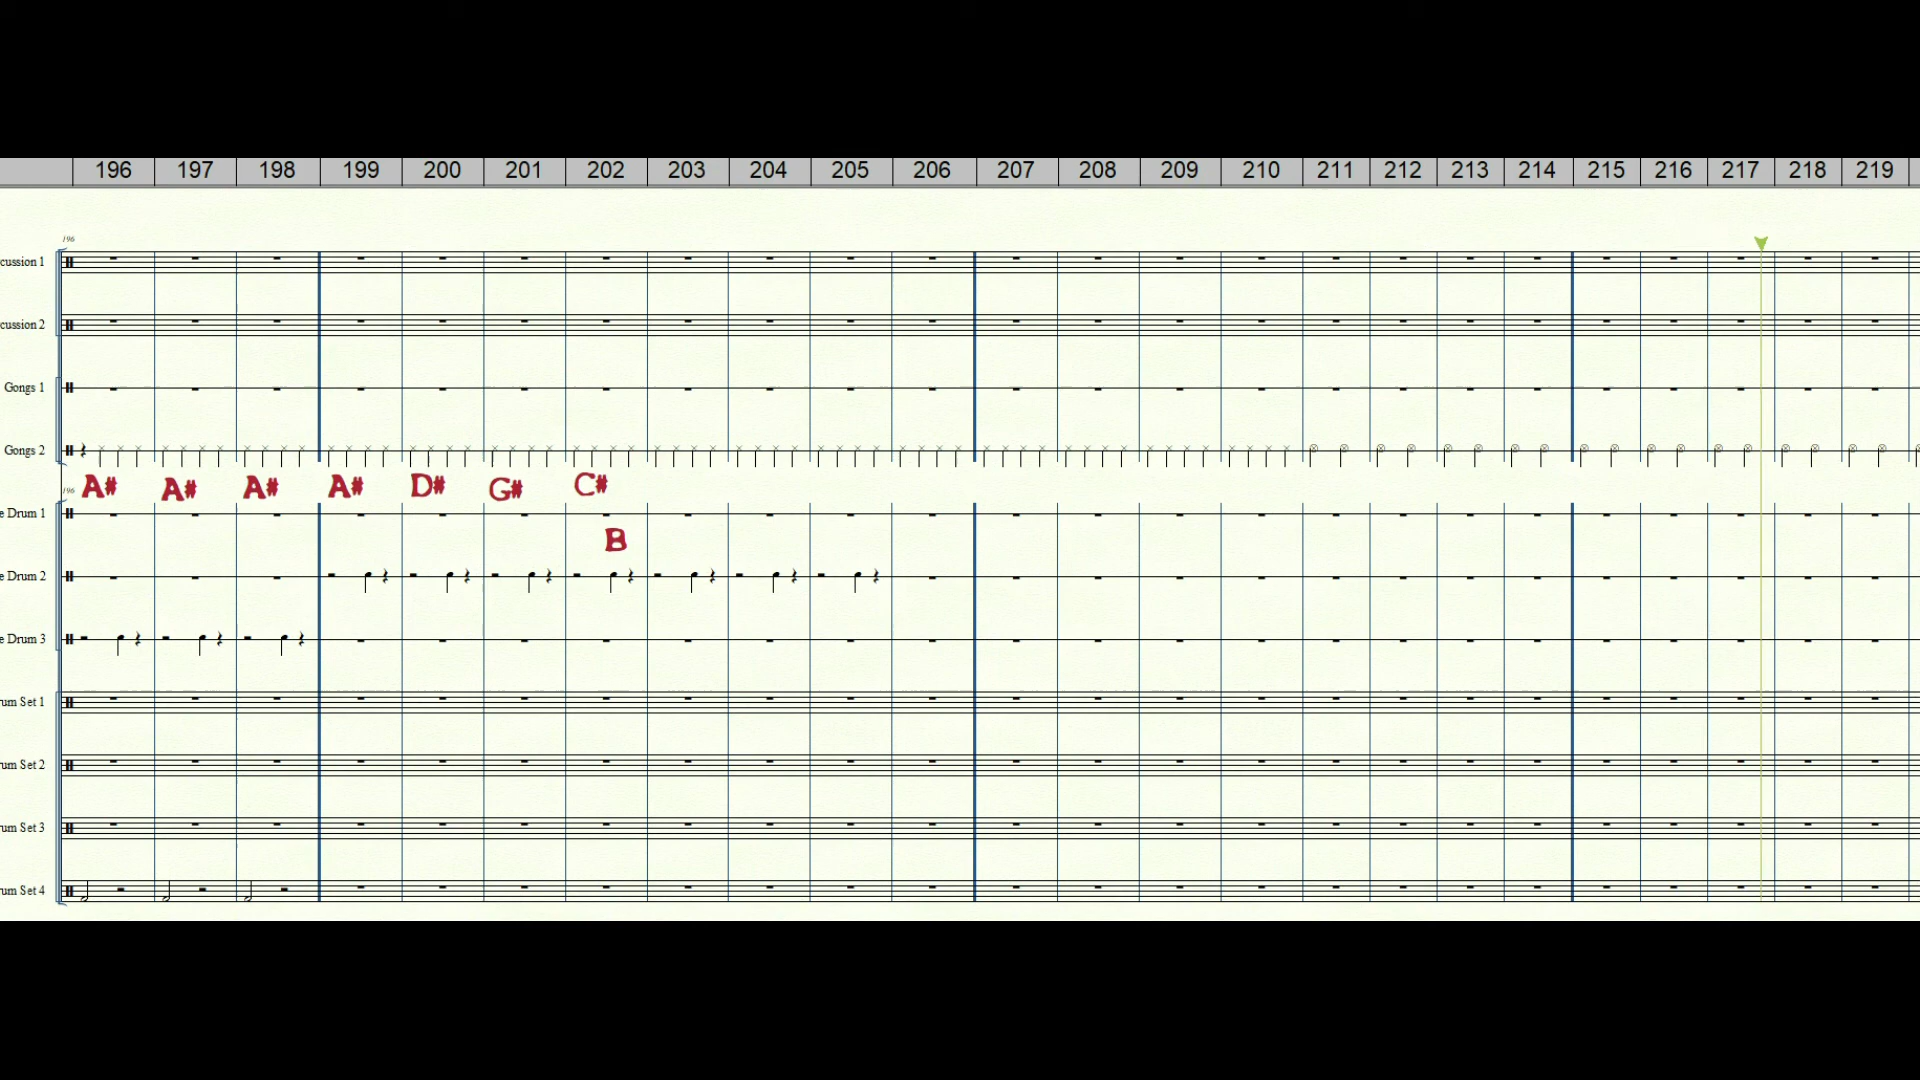 196 197 198 199 200 201 202 203 204 205 206 207 208 209 210 211 212 213 214 215 216 217 218 219
196
cussion 1
cussion 2
Gongs 1
Gongs 2
A# A# A# A# D# G# C#
196
e Drum 1
B
e Drum 2
e Drum 3
um Set 1
um Set 2
um Set 3
um Set 4